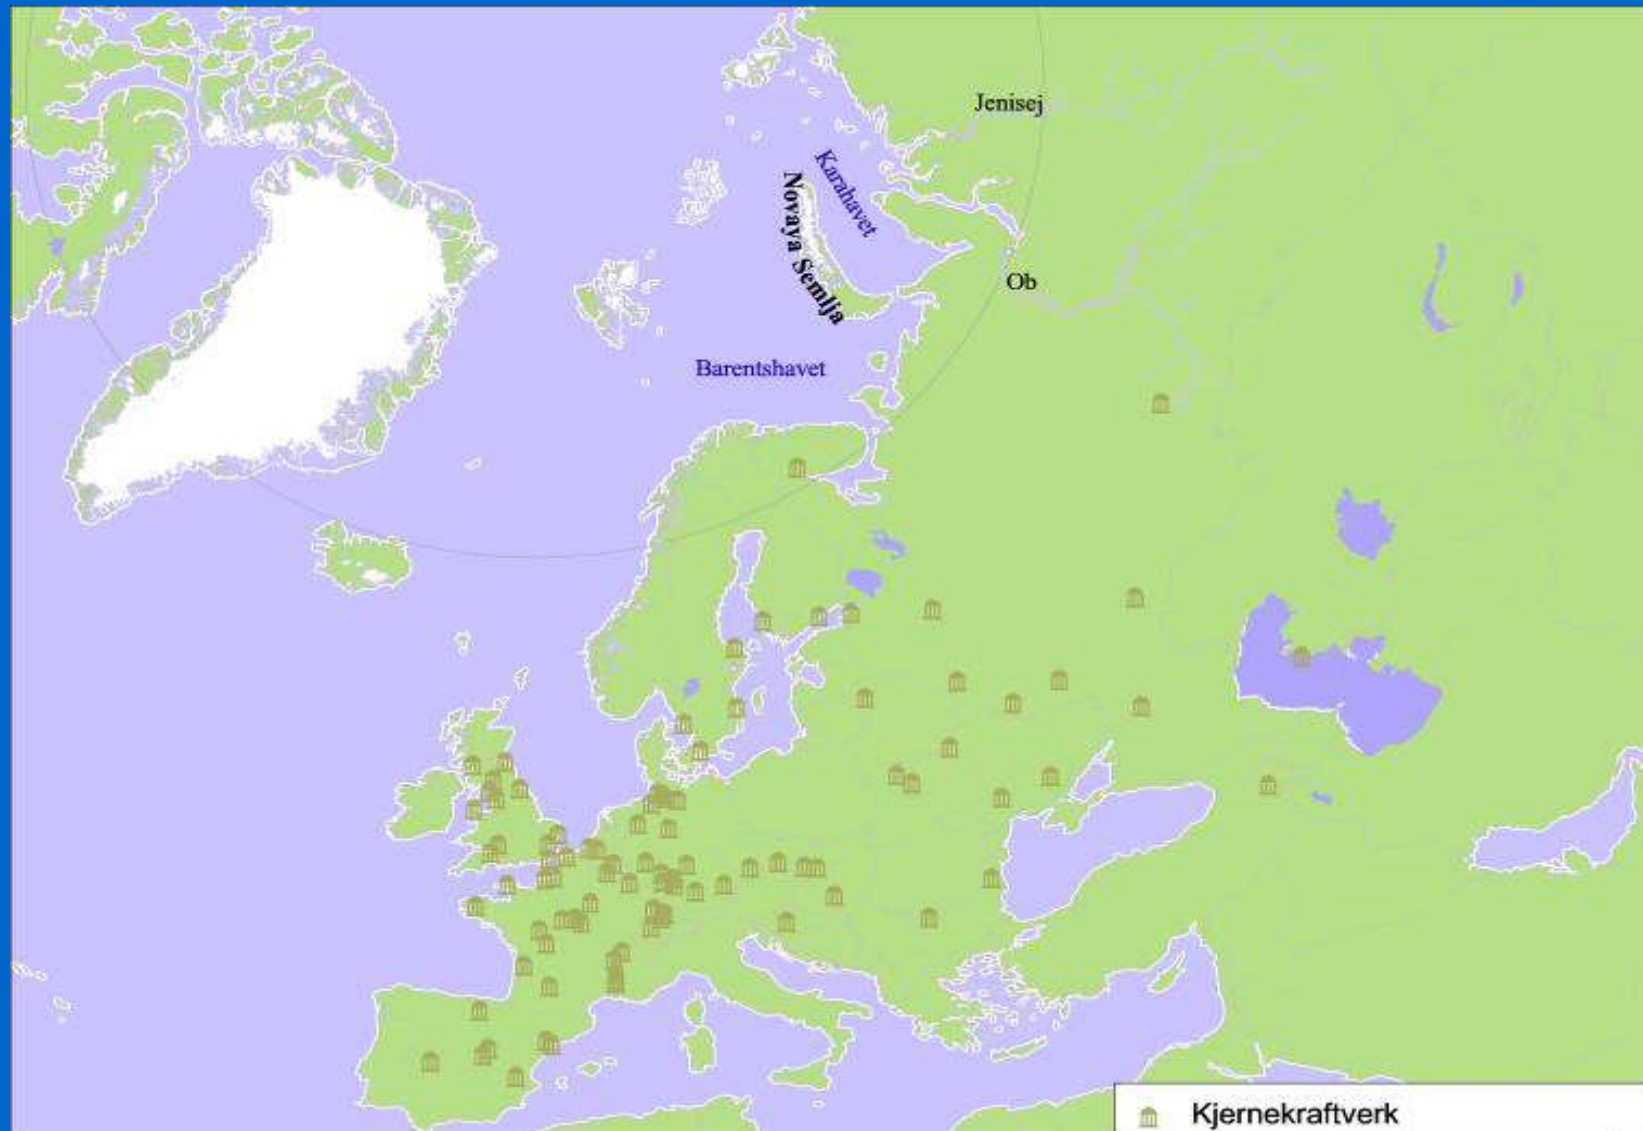 Jenisej
Karahavet
Novaya Semlja
Ob
Barentshavet
Kjernekraftverk